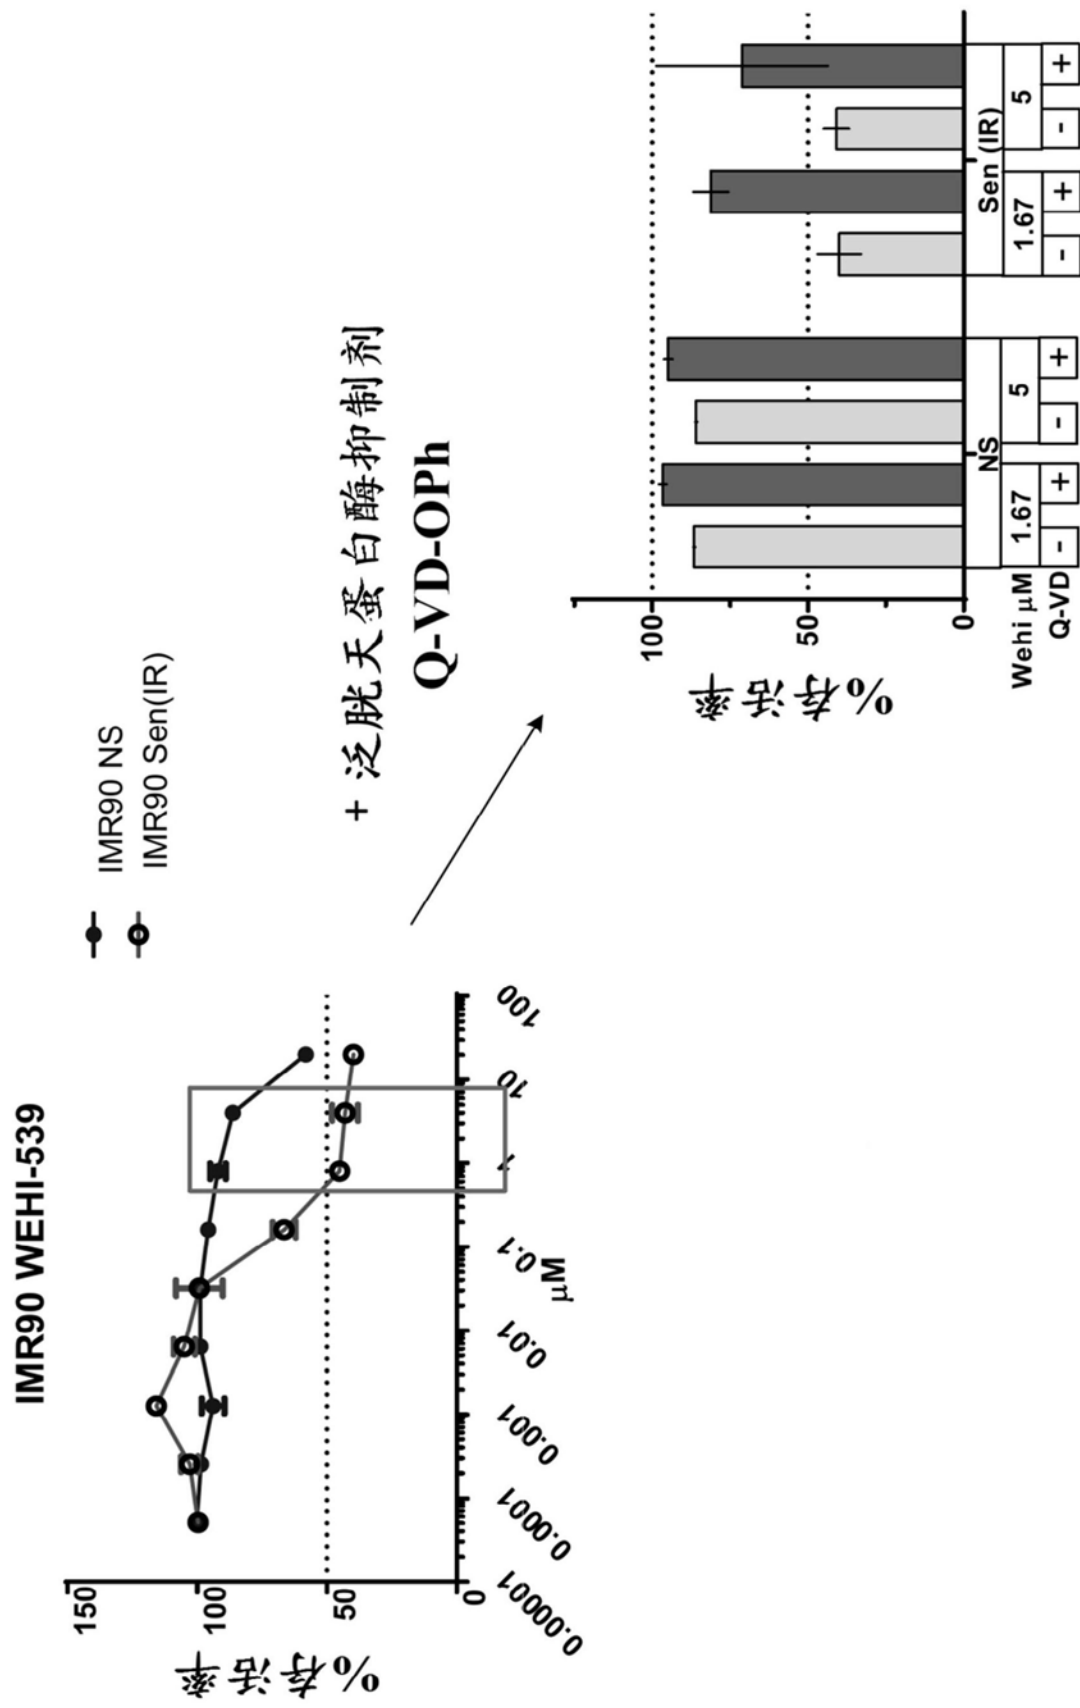 IMR90 WEHI-539
IMR90 NS
IMR90 Sen(IR)
%存活率
150
100
50
0
0.00001
0.0001
0.001
0.01
0.1
1
10
100
μM
+ 泛胱天蛋白酶抑制剂
Q-VD-OPh
%存活率
100
50
0
NS
Sen (IR)
Wehi μM 1.67 5 1.67 5
Q-VD - + - + - + - +